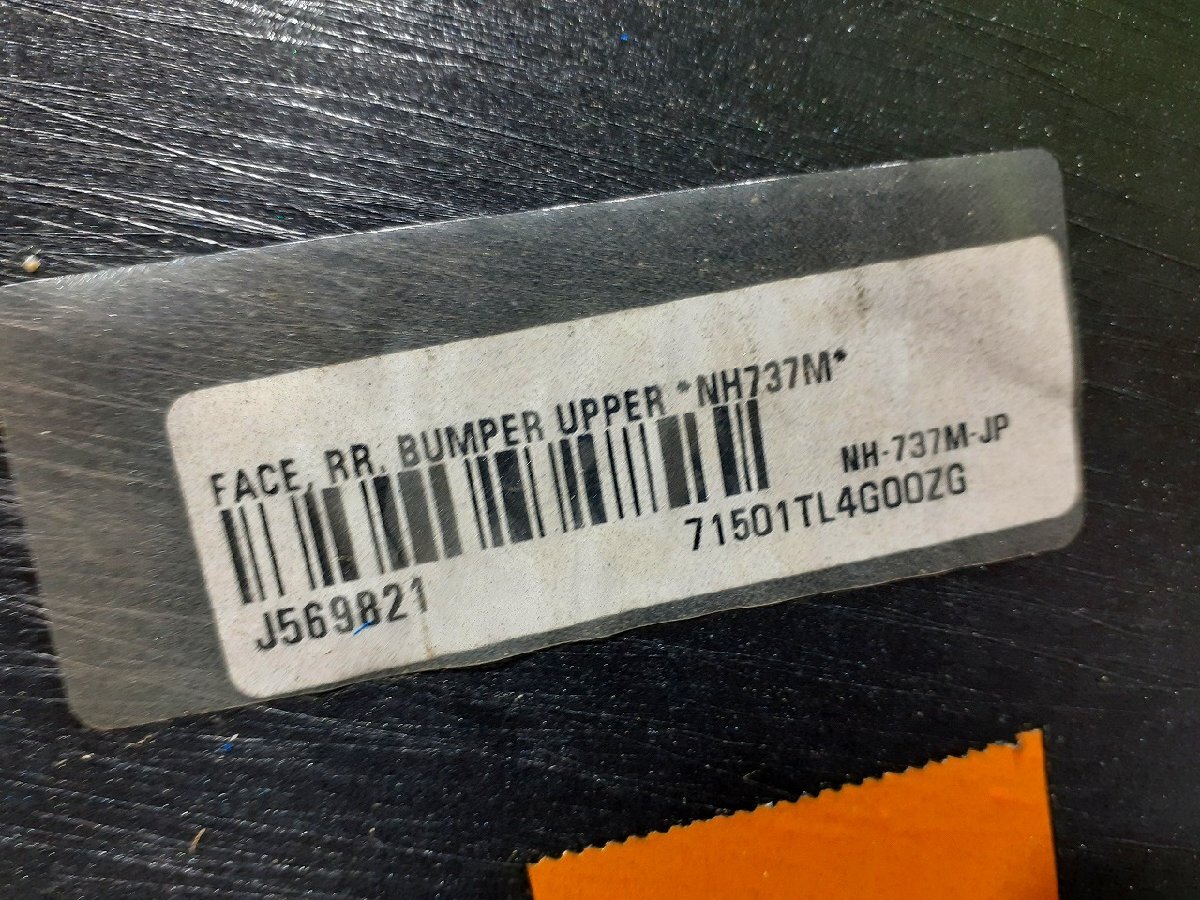 FACE, RR. BUMPER UPPER *NH737M*
NH-737M-JP
71501TL4G00ZG
J569821